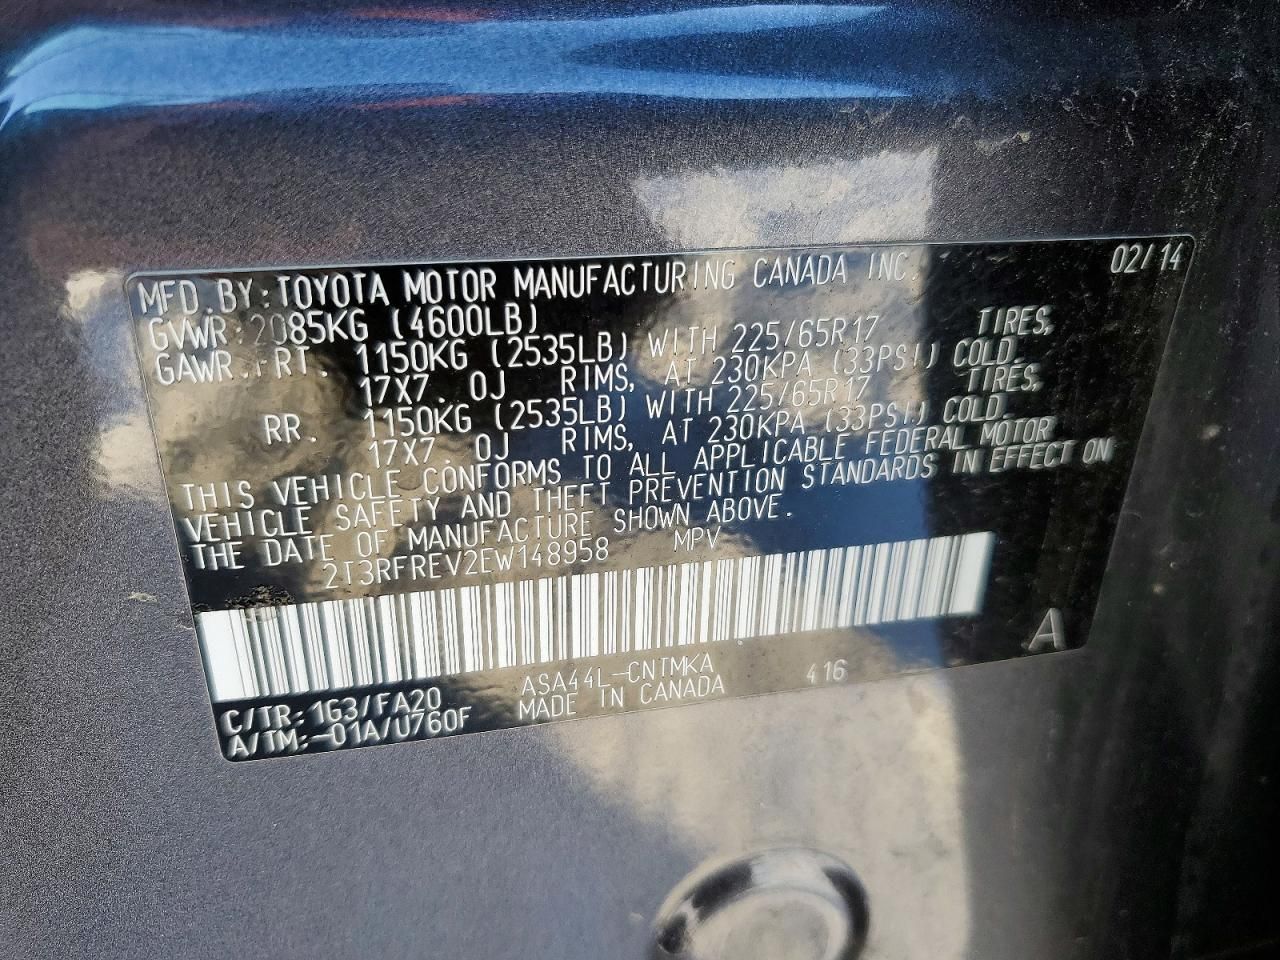 MFD. BY: TOYOTA MOTOR MANUFACTURING CANADA INC. 02/14
GVWR: 2085KG (4600LB)
GAWR: FRT. 1150KG (2535LB) WITH 225/65R17 TIRES,
17X7. 0J RIMS, AT 230KPA (33PSI) COLD.
RR. 1150KG (2535LB) WITH 225/65R17 TIRES,
17X7. 0J RIMS, AT 230KPA (33PSI) COLD.
THIS VEHICLE CONFORMS TO ALL APPLICABLE FEDERAL MOTOR
VEHICLE SAFETY AND THEFT PREVENTION STANDARDS IN EFFECT ON
THE DATE OF MANUFACTURE SHOWN ABOVE.
2T3RFREV2EW148958 MPV
A
C/TR: 1G3/FA20 ASA44L-CNTMKA 416
A/TM:-01A/U760F MADE IN CANADA